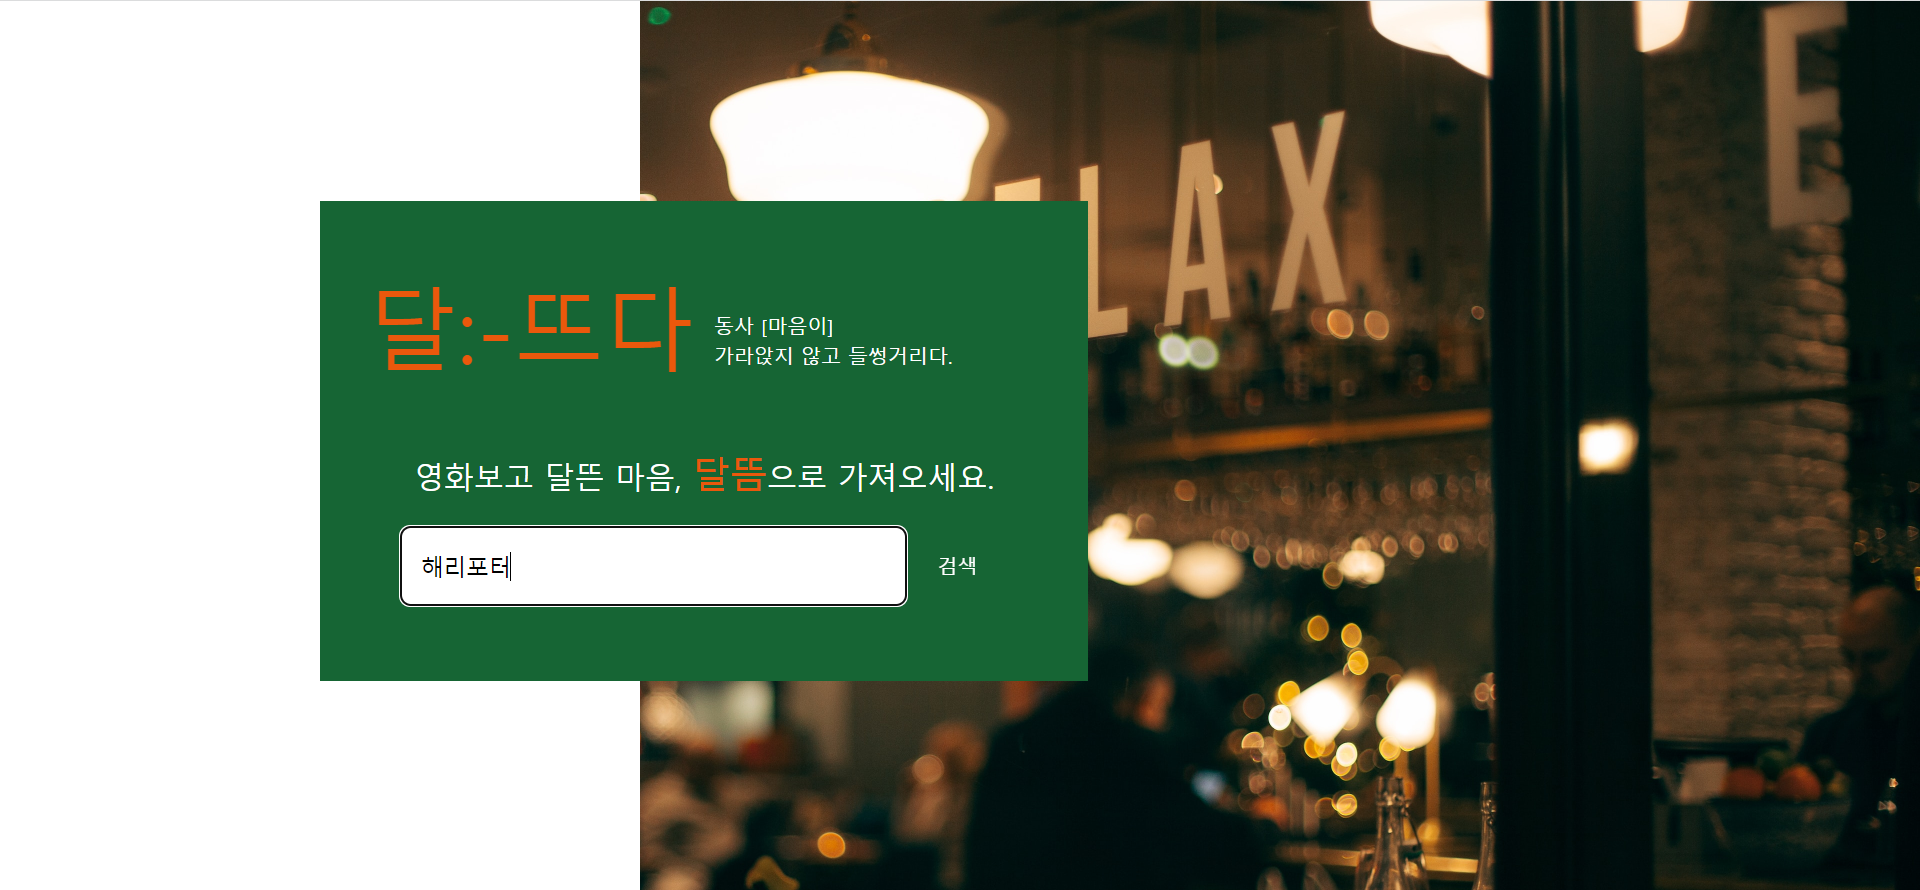 LAX
E
달:-뜨다
동사 [마음이]
가라앉지 않고 들썽거리다.
영화보고 달뜬 마음, 달뜸으로 가져오세요.
해리포터
검색